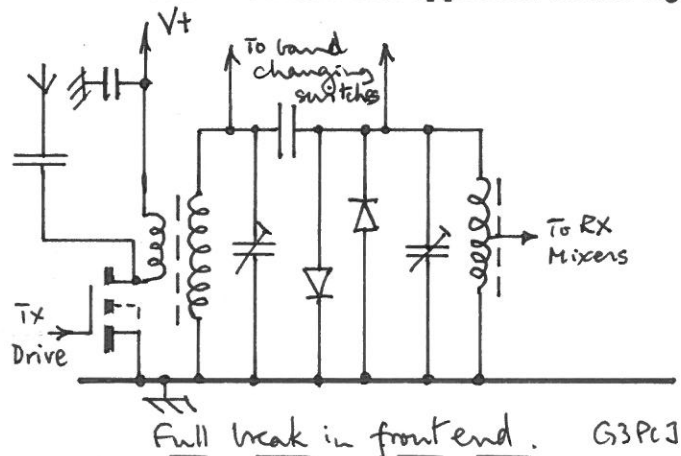 V+
To band
changing
switches
To RX
Mixers
Tx
Drive
Full break in front end. G3PCJ